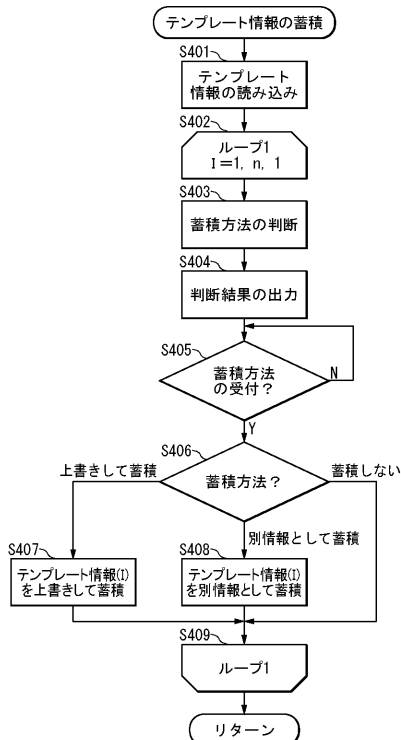 テンプレート情報の蓄積
S401
テンプレート
情報の読み込み
S402
ループ1
I=1, n, 1
S403
蓄積方法の判断
S404
判断結果の出力
S405
蓄積方法
の受付?
N
Y
S406
蓄積方法?
上書きして蓄積
蓄積しない
別情報として蓄積
S407
テンプレート情報(I)
を上書きして蓄積
S408
テンプレート情報(I)
を別情報として蓄積
S409
ループ1
リターン